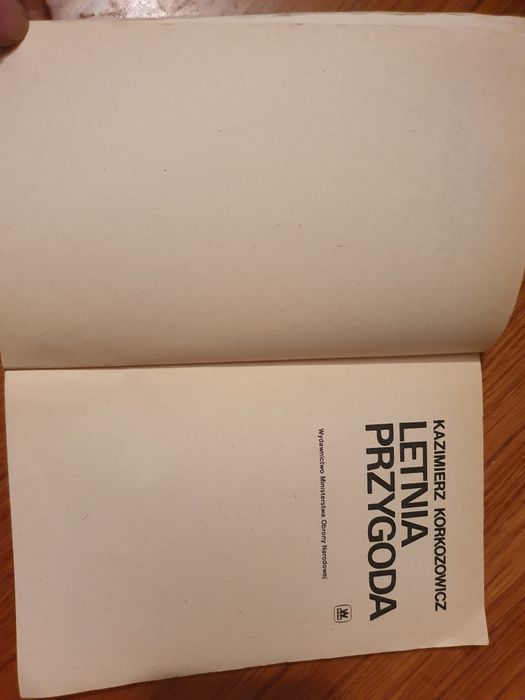 KAZIMIERZ KORKOZOWICZ
LETNIA
PRZYGODA
Wydawnictwo Ministerstwa Obrony Narodowej